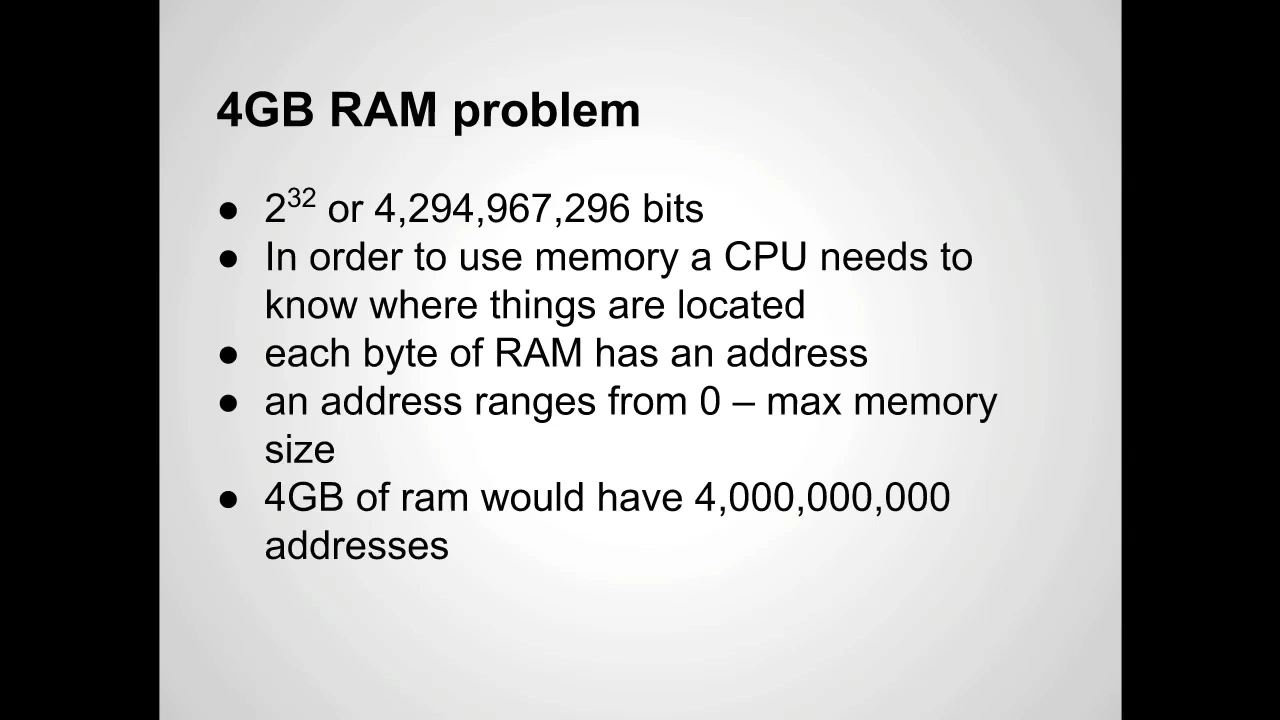 4GB RAM problem
● 2³² or 4,294,967,296 bits
● In order to use memory a CPU needs to
know where things are located
● each byte of RAM has an address
● an address ranges from 0 – max memory
size
● 4GB of ram would have 4,000,000,000
addresses